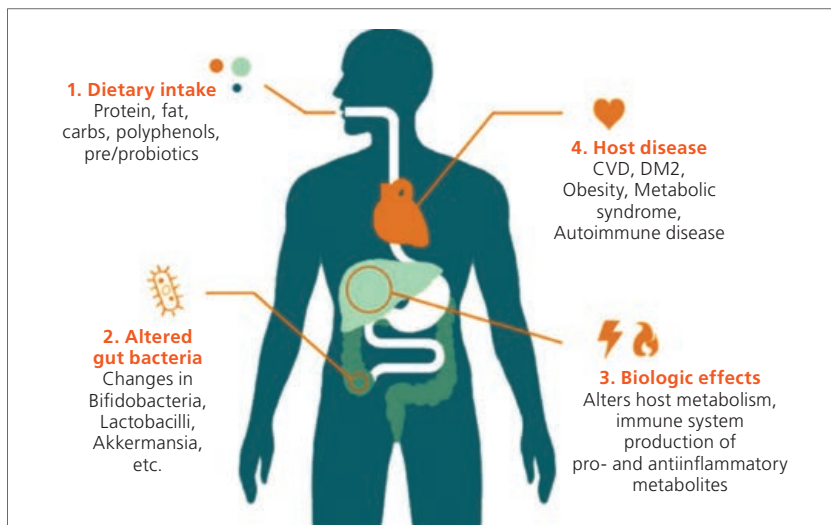 1. Dietary intake
Protein, fat,
carbs, polyphenols,
pre/probiotics
2. Altered
gut bacteria
Changes in
Bifidobacteria,
Lactobacilli,
Akkermansia,
etc.
4. Host disease
CVD, DM2,
Obesity, Metabolic
syndrome,
Autoimmune disease
3. Biologic effects
Alters host metabolism,
immune system
production of
pro- and antiinflammatory
metabolites